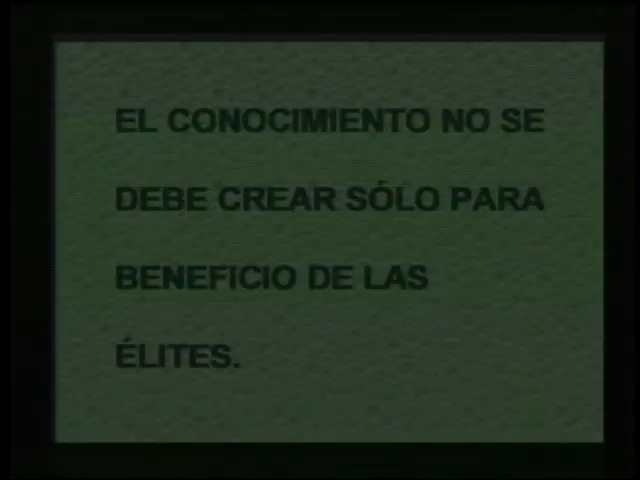 EL CONOCIMIENTO NO SE
DEBE CREAR SÓLO PARA
BENEFICIO DE LAS
ÉLITES.